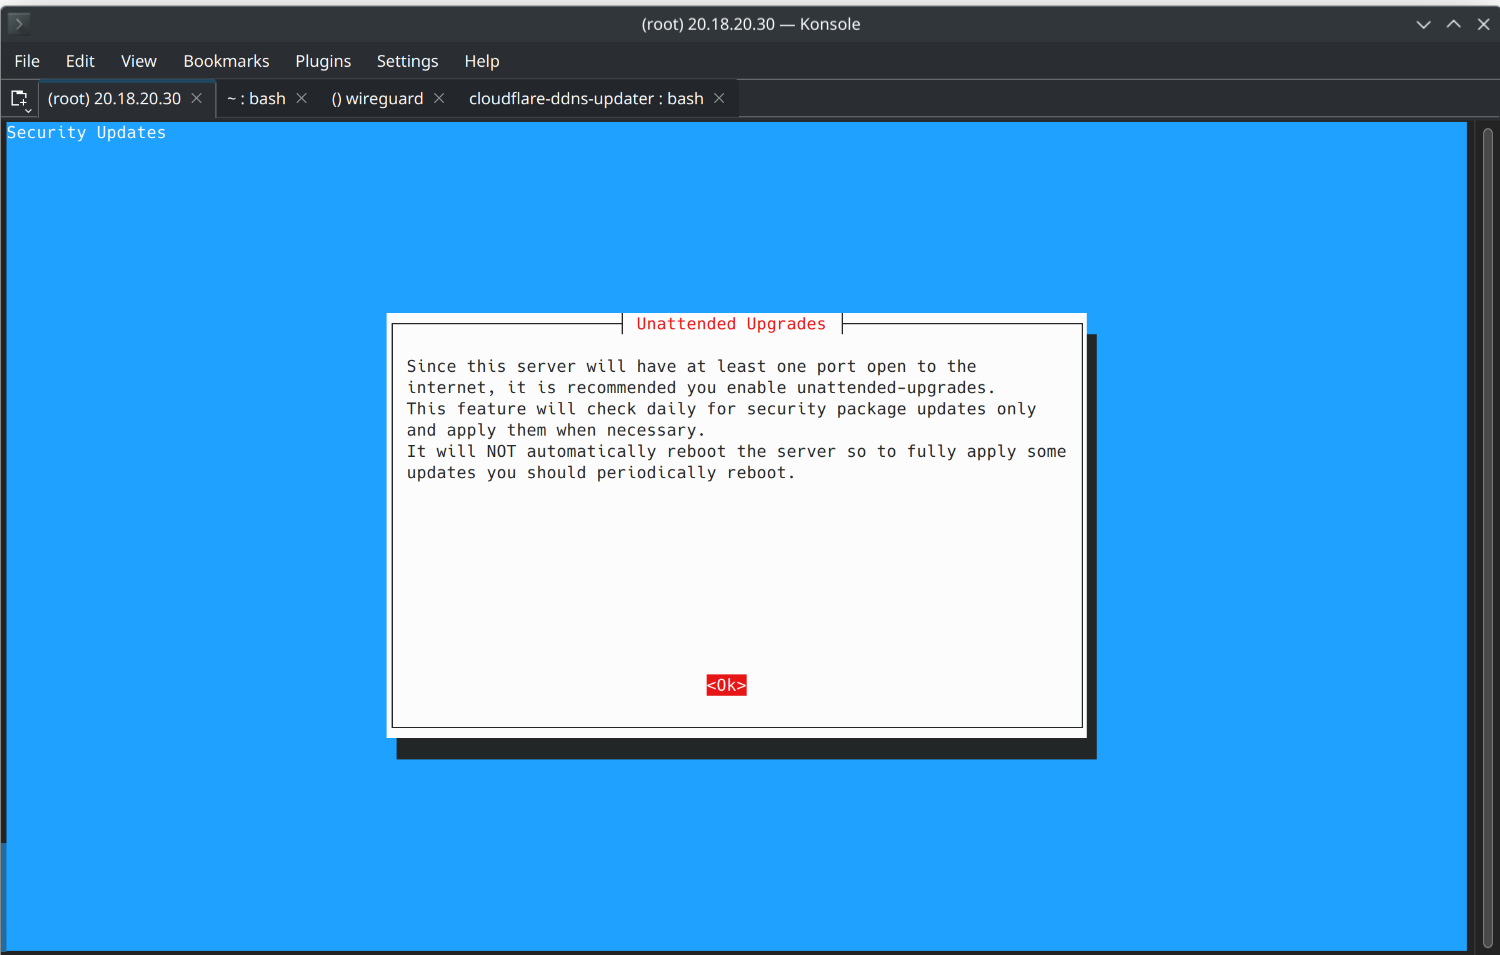 (root) 20.18.20.30 — Konsole
File Edit View Bookmarks Plugins Settings Help
(root) 20.18.20.30 ~ : bash () wireguard cloudflare-ddns-updater : bash
Security Updates
Unattended Upgrades
Since this server will have at least one port open to the
internet, it is recommended you enable unattended-upgrades.
This feature will check daily for security package updates only
and apply them when necessary.
It will NOT automatically reboot the server so to fully apply some
updates you should periodically reboot.
<Ok>